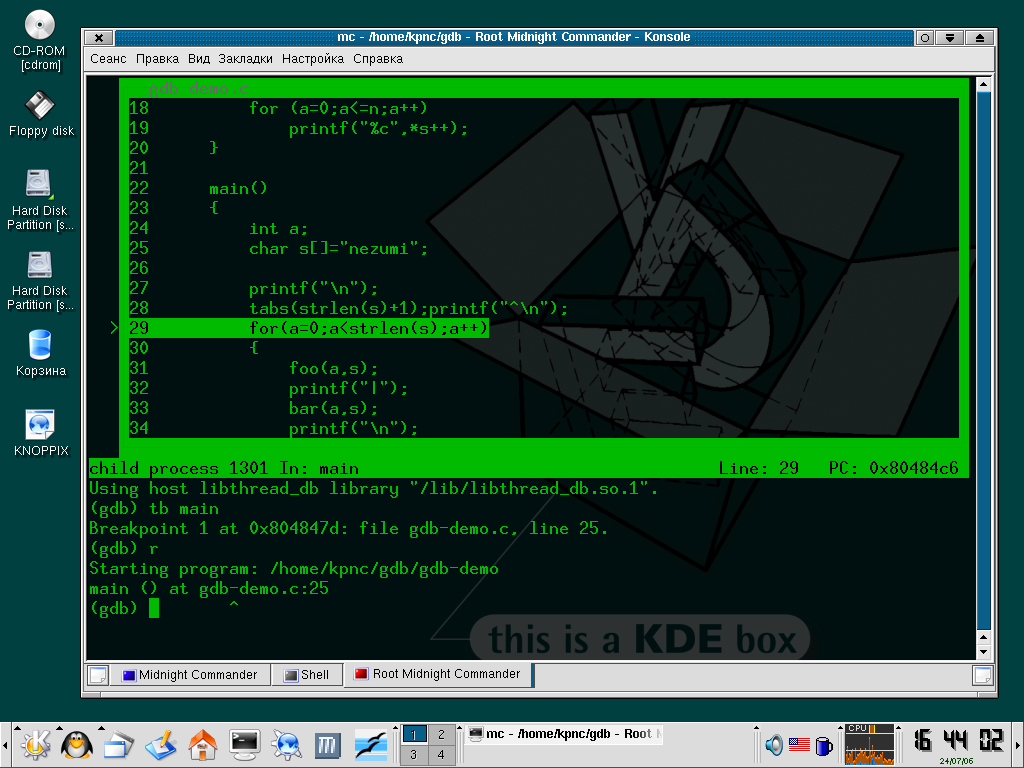 CD-ROM
[cdrom]
Floppy disk
Hard Disk
Partition [s...
Hard Disk
Partition [s...
Корзина
KNOPPIX
mc - /home/kpnc/gdb - Root Midnight Commander - Konsole
Сеанс Правка Вид Закладки Настройка Справка
gdb-demo.c
18 for (a=0;a<=n;a++)
19 printf("%c",*s++);
20 }
21
22 main()
23 {
24 int a;
25 char s[]="nezumi";
26
27 printf("\n");
28 tabs(strlen(s)+1);printf("^\n");
> 29 for(a=0;a<strlen(s);a++)
30 {
31 foo(a,s);
32 printf("|");
33 bar(a,s);
34 printf("\n");
child process 1301 In: main Line: 29 PC: 0x80484c6
Using host libthread_db library "/lib/libthread_db.so.1".
(gdb) tb main
Breakpoint 1 at 0x804847d: file gdb-demo.c, line 25.
(gdb) r
Starting program: /home/kpnc/gdb/gdb-demo
main () at gdb-demo.c:25
(gdb) ^
this is a KDE box
Midnight Commander Shell Root Midnight Commander
1 2
3 4
mc - /home/kpnc/gdb - Root
CPU
16 44 02
24/07/06